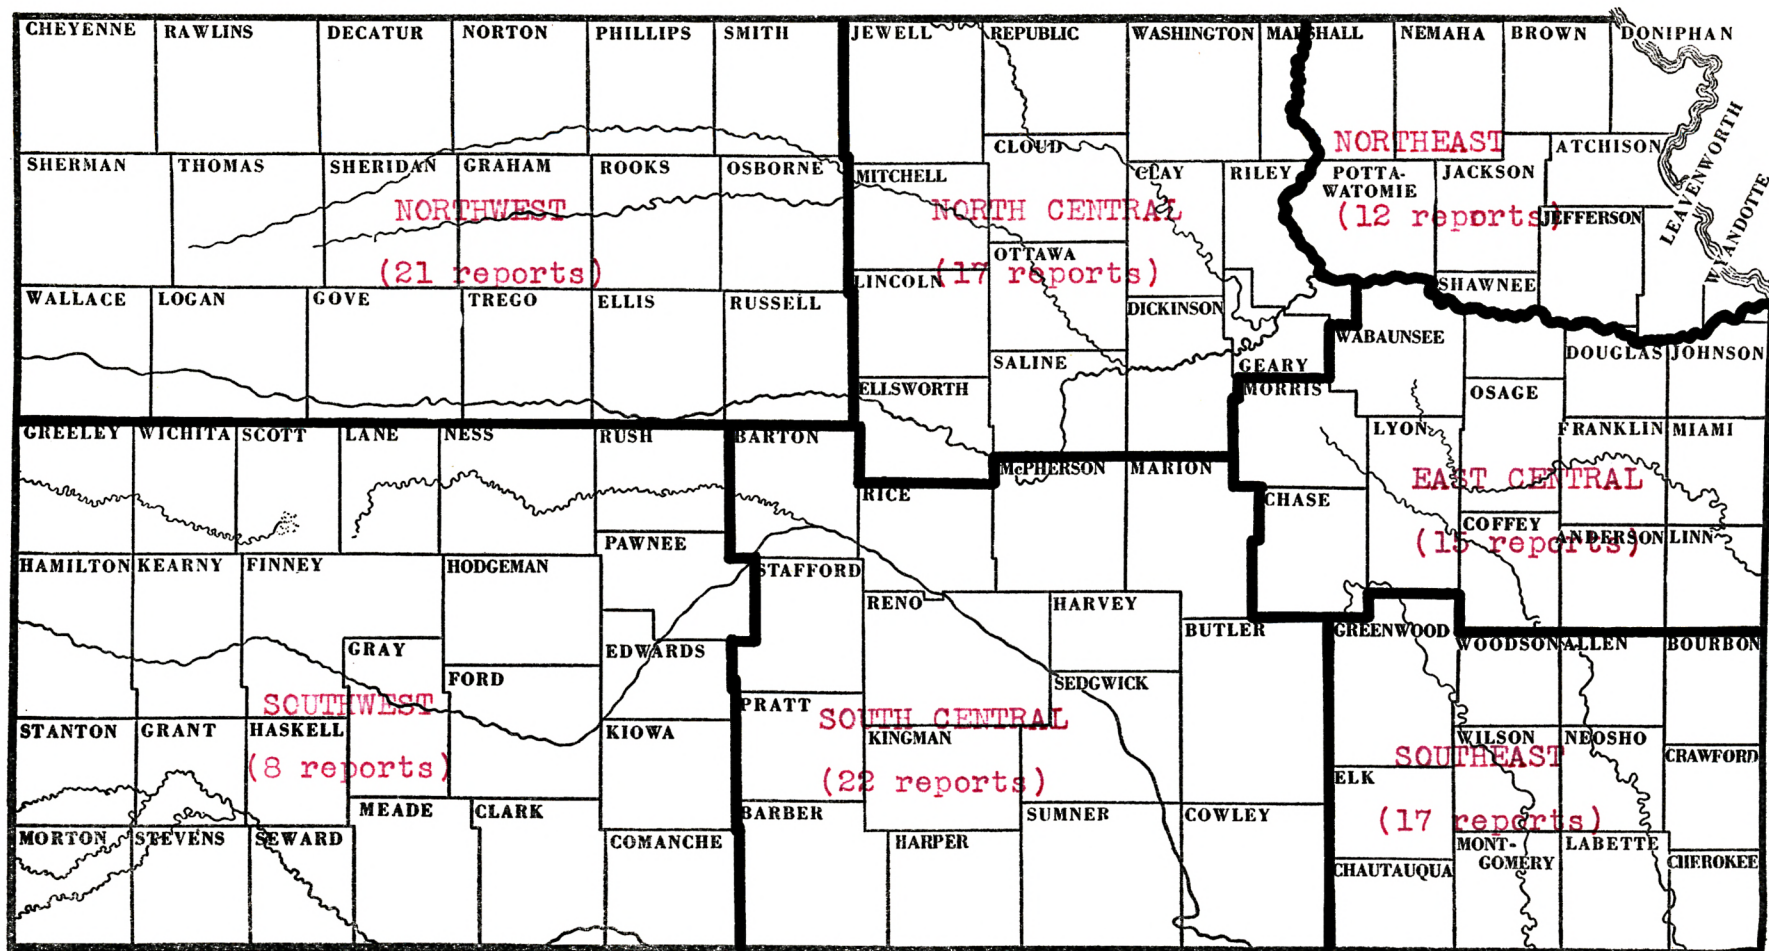 CHEYENNE RAWLINS DECATUR NORTON PHILLIPS SMITH JEWELL REPUBLIC WASHINGTON MARSHALL NEMAHA BROWN DONIPHAN
LEAVENWORTH
WYANDOTTE
NORTHEAST
(12 reports)
CLOUD ATCHISON
SHERMAN THOMAS SHERIDAN GRAHAM ROOKS OSBORNE MITCHELL CLAY RILEY POTTA-
WATOMIE JACKSON
JEFFERSON
NORTHWEST
(21 reports)
NORTH CENTRAL
(17 reports)
OTTAWA
LINCOLN
SHAWNEE
WALLACE LOGAN GOVE TREGO ELLIS RUSSELL DICKINSON
WABAUNSEE
DOUGLAS JOHNSON
SALINE GEARY
ELLSWORTH MORRIS OSAGE
GREELEY WICHITA SCOTT LANE NESS RUSH BARTON LYON FRANKLIN MIAMI
McPHERSON MARION
EAST CENTRAL
(15 reports)
RICE CHASE
COFFEY ANDERSON LINN
PAWNEE
HAMILTON KEARNY FINNEY HODGEMAN STAFFORD
RENO HARVEY
BUTLER GREENWOOD
WOODSON ALLEN BOURBON
GRAY EDWARDS
FORD SEDGWICK
SOUTHWEST
(8 reports)
PRATT
SOUTH CENTRAL
(22 reports)
STANTON GRANT HASKELL KIOWA KINGMAN WILSON NEOSHO
SOUTHEAST
(17 reports)
CRAWFORD
ELK
MEADE CLARK BARBER SUMNER COWLEY
MORTON STEVENS SEWARD COMANCHE HARPER MONT-
GOMERY LABETTE
CHAUTAUQUA CHEROKEE